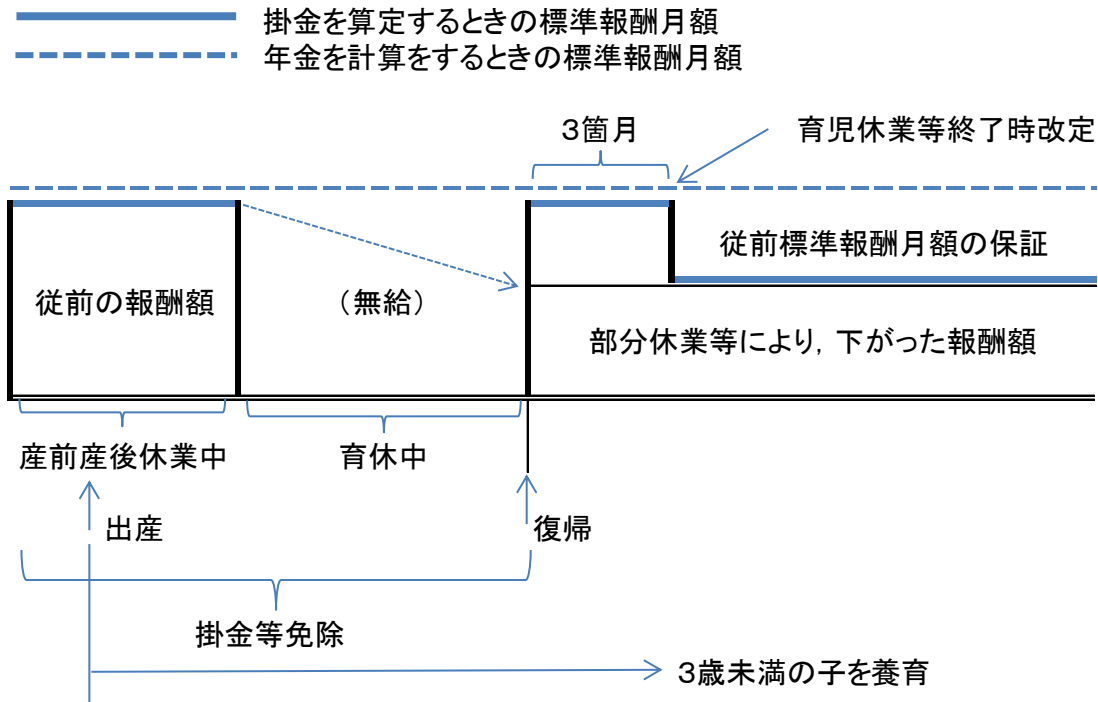 掛金を算定するときの標準報酬月額
年金を計算をするときの標準報酬月額
3箇月
育児休業等終了時改定
従前標準報酬月額の保証
従前の報酬額
(無給)
部分休業等により,下がった報酬額
産前産後休業中
育休中
出産
復帰
掛金等免除
3歳未満の子を養育